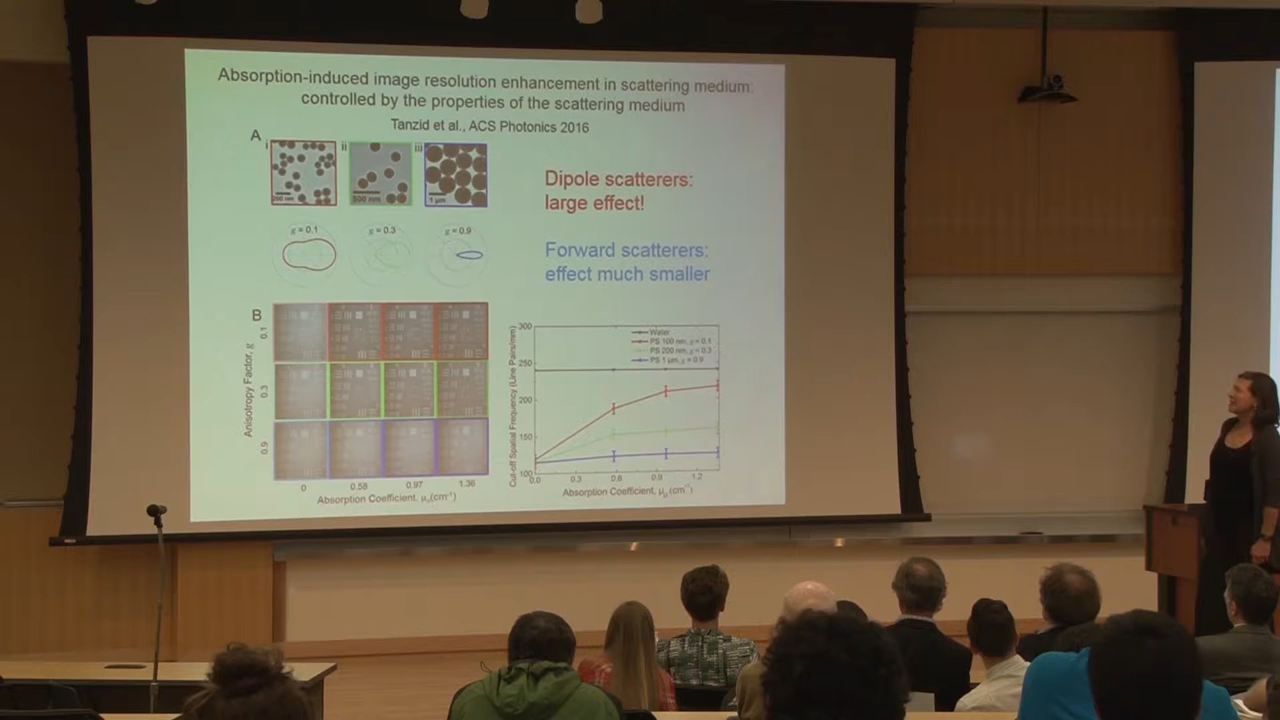 Absorption-induced image resolution enhancement in scattering medium:
controlled by the properties of the scattering medium
Tanzid et al., ACS Photonics 2016
A
i
ii
iii
500 nm
1 µm
g = 0.1
g = 0.3
g = 0.9
Dipole scatterers:
large effect!
Forward scatterers:
effect much smaller
B
Anisotropy Factor, g
0.1
0.3
0.9
0
0.58
0.97
1.36
Absorption Coefficient, µa(cm⁻¹)
Cut-off Spatial Frequency (Line Pairs/mm)
300
250
200
150
100
Water
PS 100 nm, g = 0.1
PS 200 nm, g = 0.3
PS 1 µm, g = 0.9
0.0
0.3
0.6
0.9
1.2
Absorption Coefficient, µa (cm⁻¹)